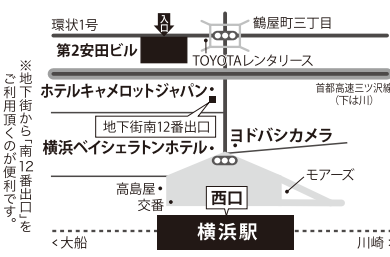 環状1号
入口
鶴屋町三丁目
第2安田ビル
TOYOTAレンタリース
首都高速三ツ沢線
(下は川)
ホテルキャメロットジャパン
地下街南12番出口
ヨドバシカメラ
横浜ベイシェラトンホテル
モアーズ
高島屋
交番
西口
横浜駅
<大船
川崎
※地下街から「南12番出口」を
ご利用頂くのが便利です。